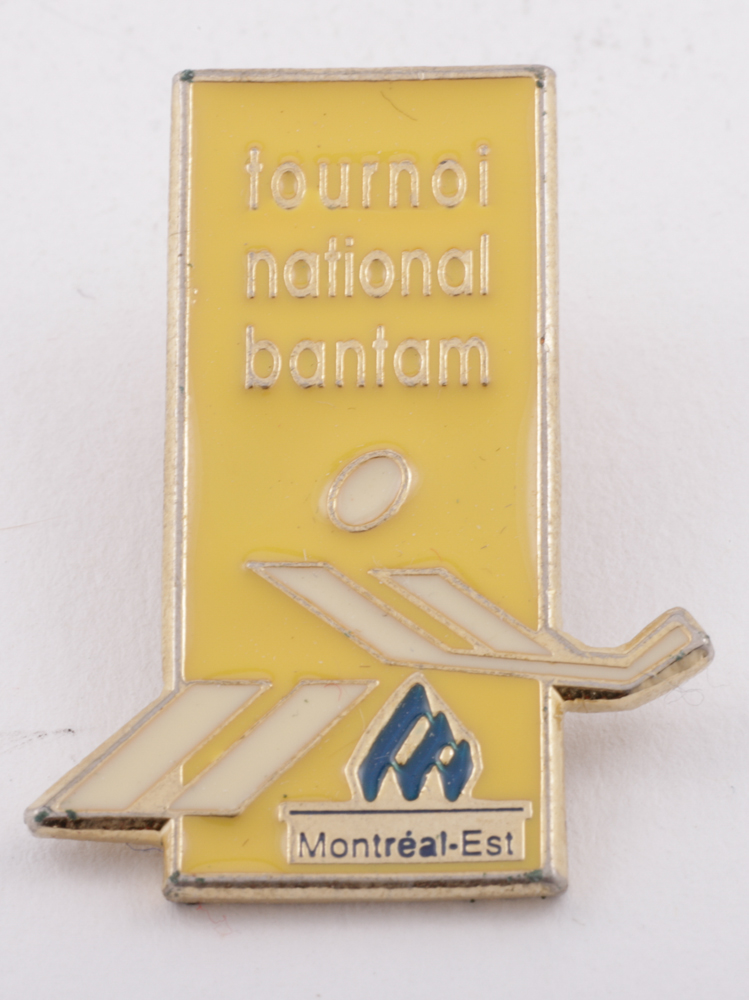 tournoi
national
bantam
Montréal-Est